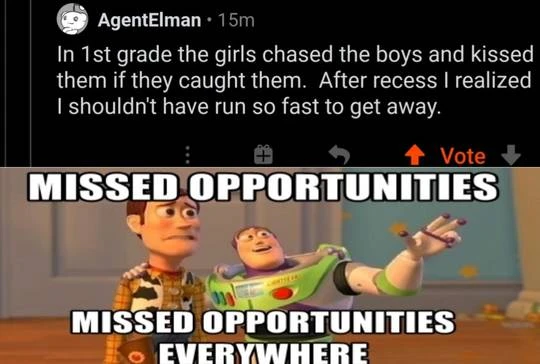 AgentElman · 15m
In 1st grade the girls chased the boys and kissed
them if they caught them.  After recess I realized
I shouldn't have run so fast to get away.
Vote
MISSED OPPORTUNITIES
MISSED OPPORTUNITIES
EVERYWHERE